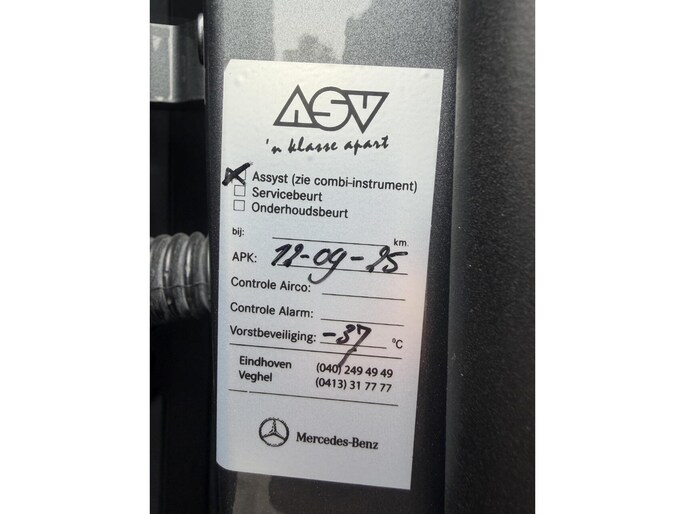 ASV
'n klasse apart
Assyst (zie combi-instrument)
Servicebeurt
Onderhoudsbeurt
bij: km.
APK: 12-09-25
Controle Airco:
Controle Alarm:
Vorstbeveiliging: -37 °C
Eindhoven (040) 249 49 49
Veghel (0413) 31 77 77
Mercedes-Benz